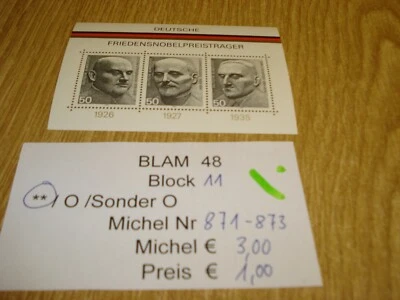 DEUTSCHE
FRIEDENSNOBELPREISTRÄGER
50 50 50
1926 1927 1935
BLAM 48
Block 11
**/ O /Sonder O
Michel Nr 871-873
Michel € 3,00
Preis € 1,00